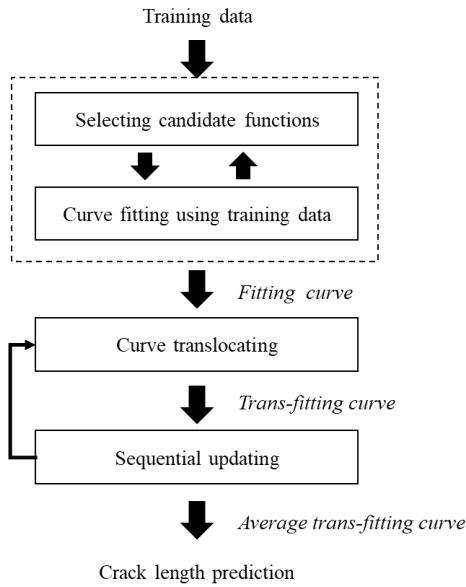 Training data
Selecting candidate functions
Curve fitting using training data
Fitting curve
Curve translocating
Trans-fitting curve
Sequential updating
Average trans-fitting curve
Crack length prediction